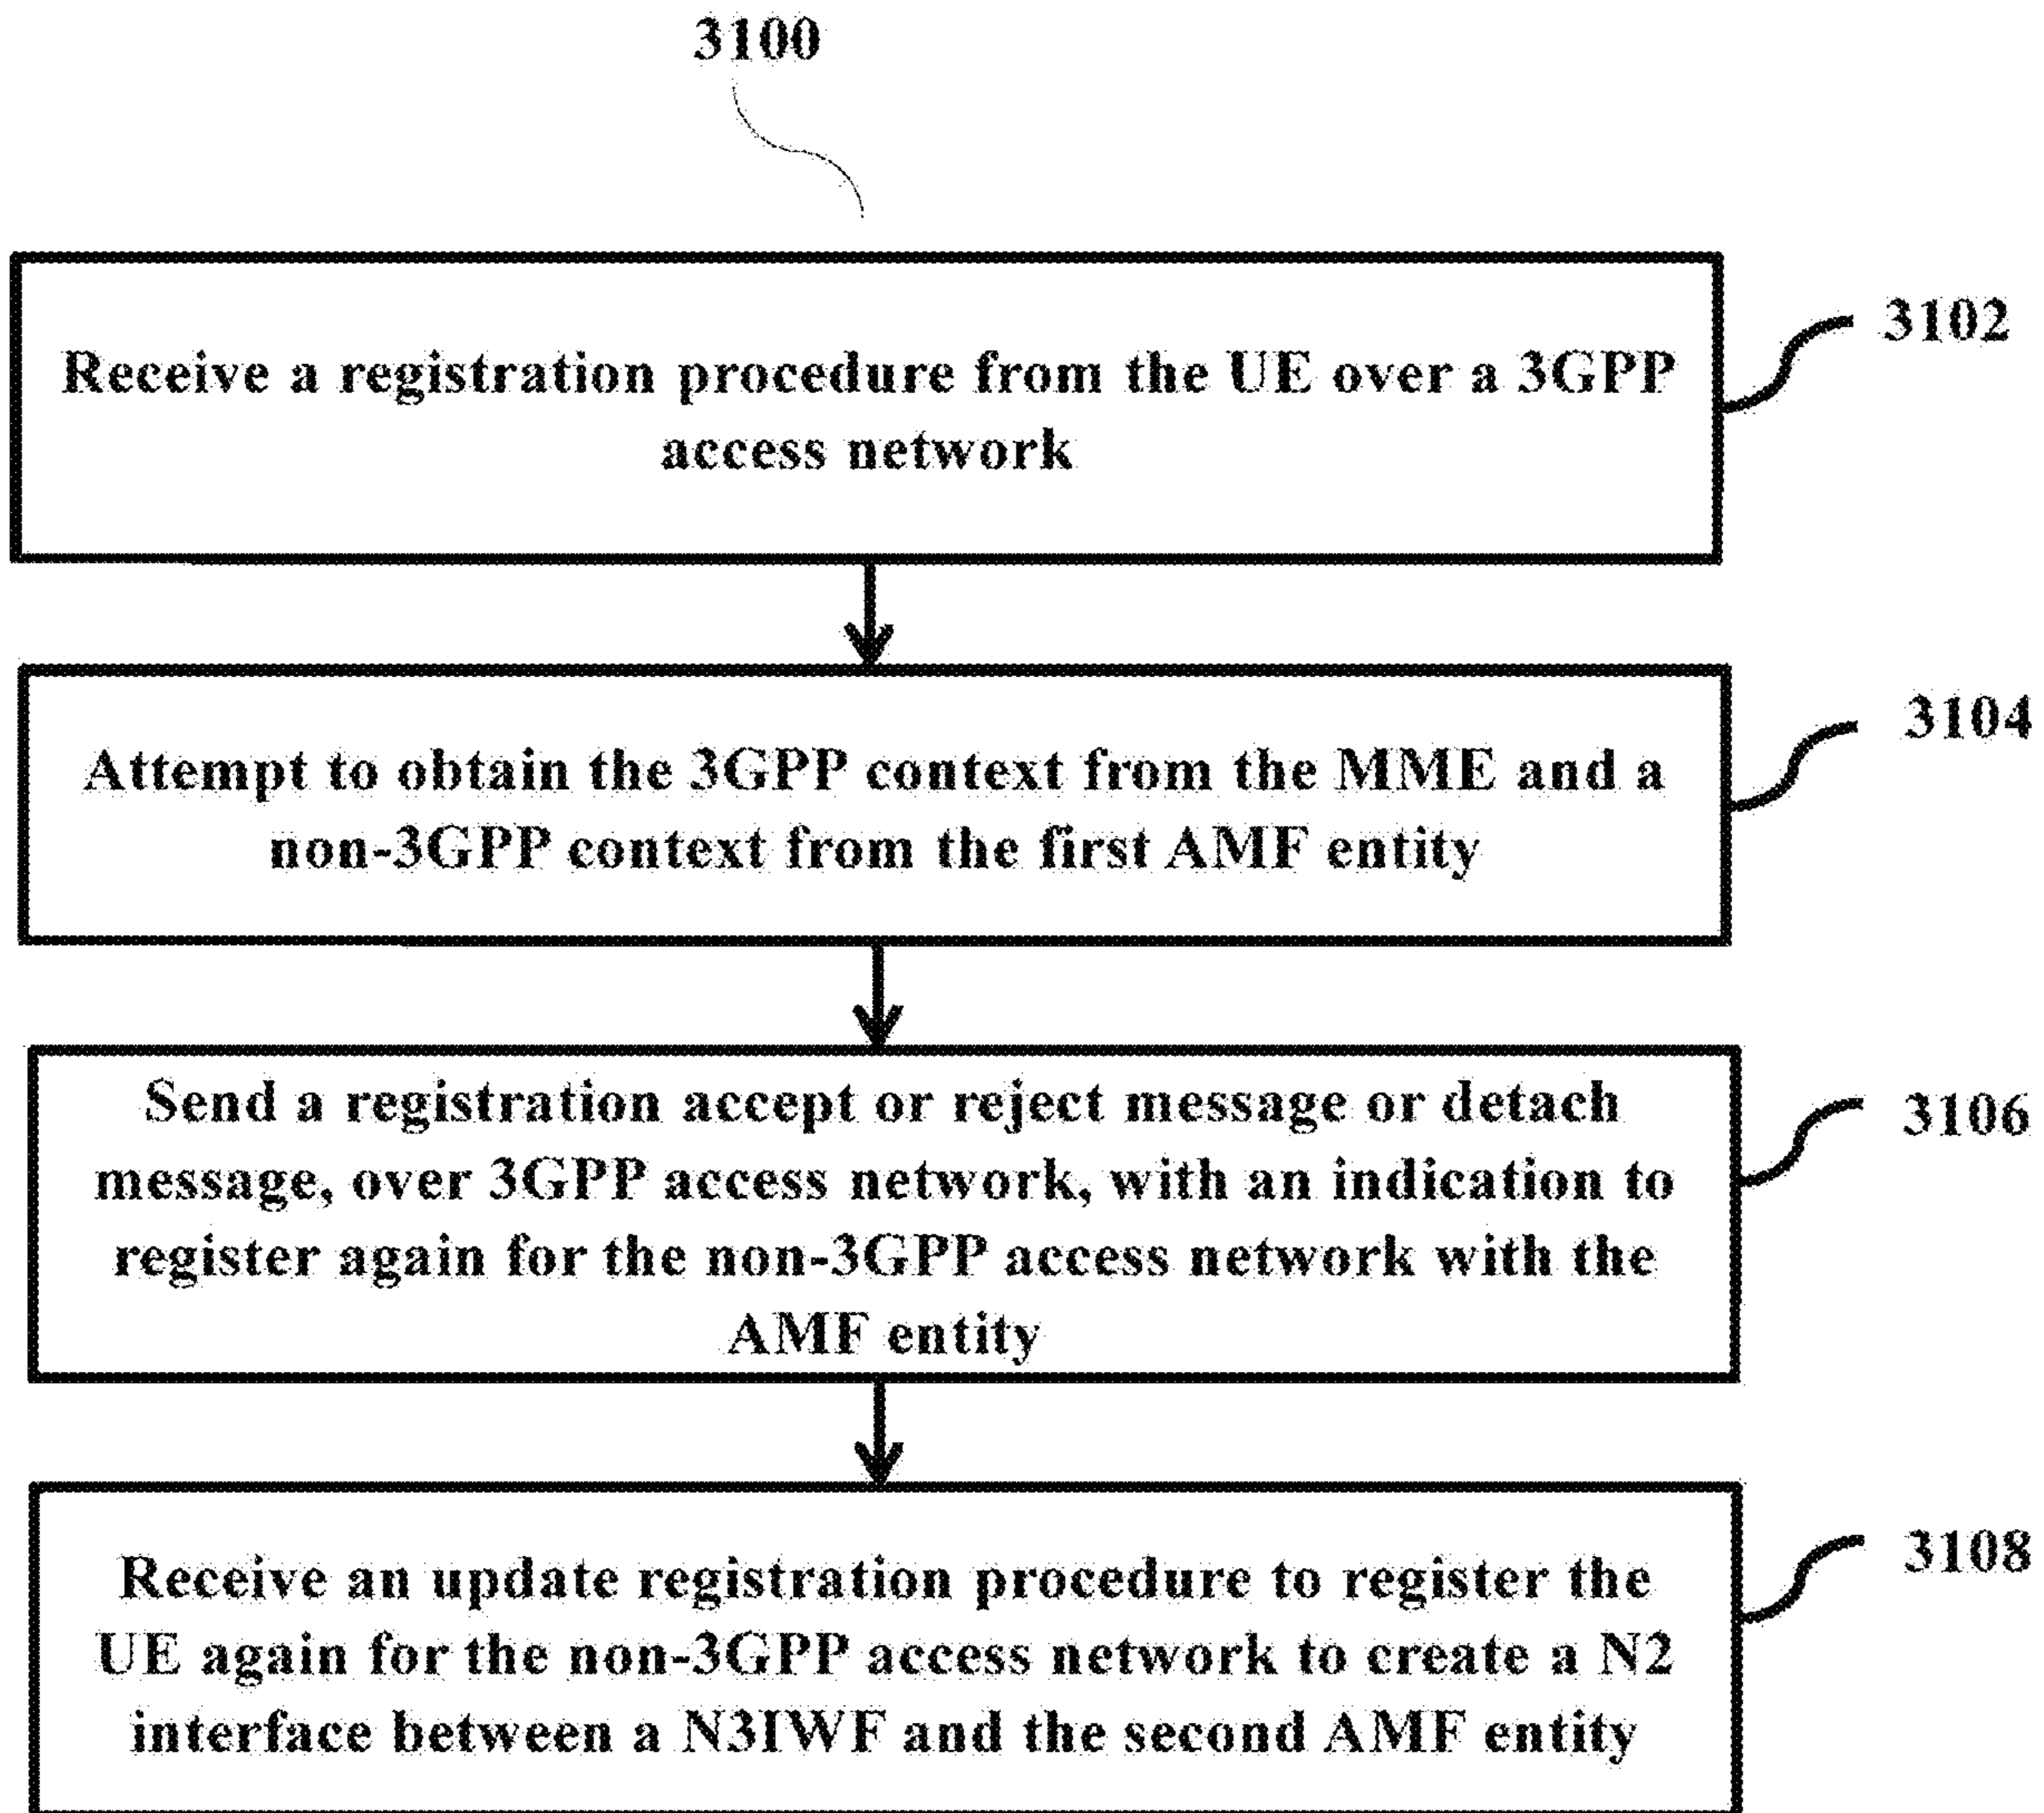 3100
Receive a registration procedure from the UE over a 3GPP
access network
3102
Attempt to obtain the 3GPP context from the MME and a
non-3GPP context from the first AMF entity
3104
Send a registration accept or reject message or detach
message, over 3GPP access network, with an indication to
register again for the non-3GPP access network with the
AMF entity
3106
Receive an update registration procedure to register the
UE again for the non-3GPP access network to create a N2
interface between a N3IWF and the second AMF entity
3108